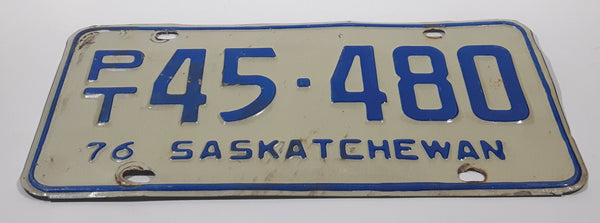 PT 45·480
76 SASKATCHEWAN